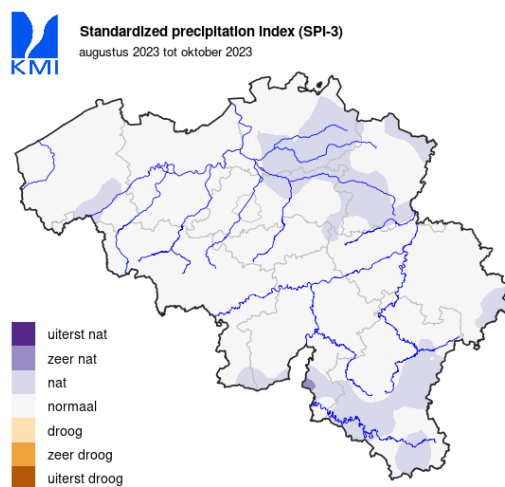 Standardized precipitation index (SPI-3)
augustus 2023 tot oktober 2023
KMI
uiterst nat
zeer nat
nat
normaal
droog
zeer droog
uiterst droog